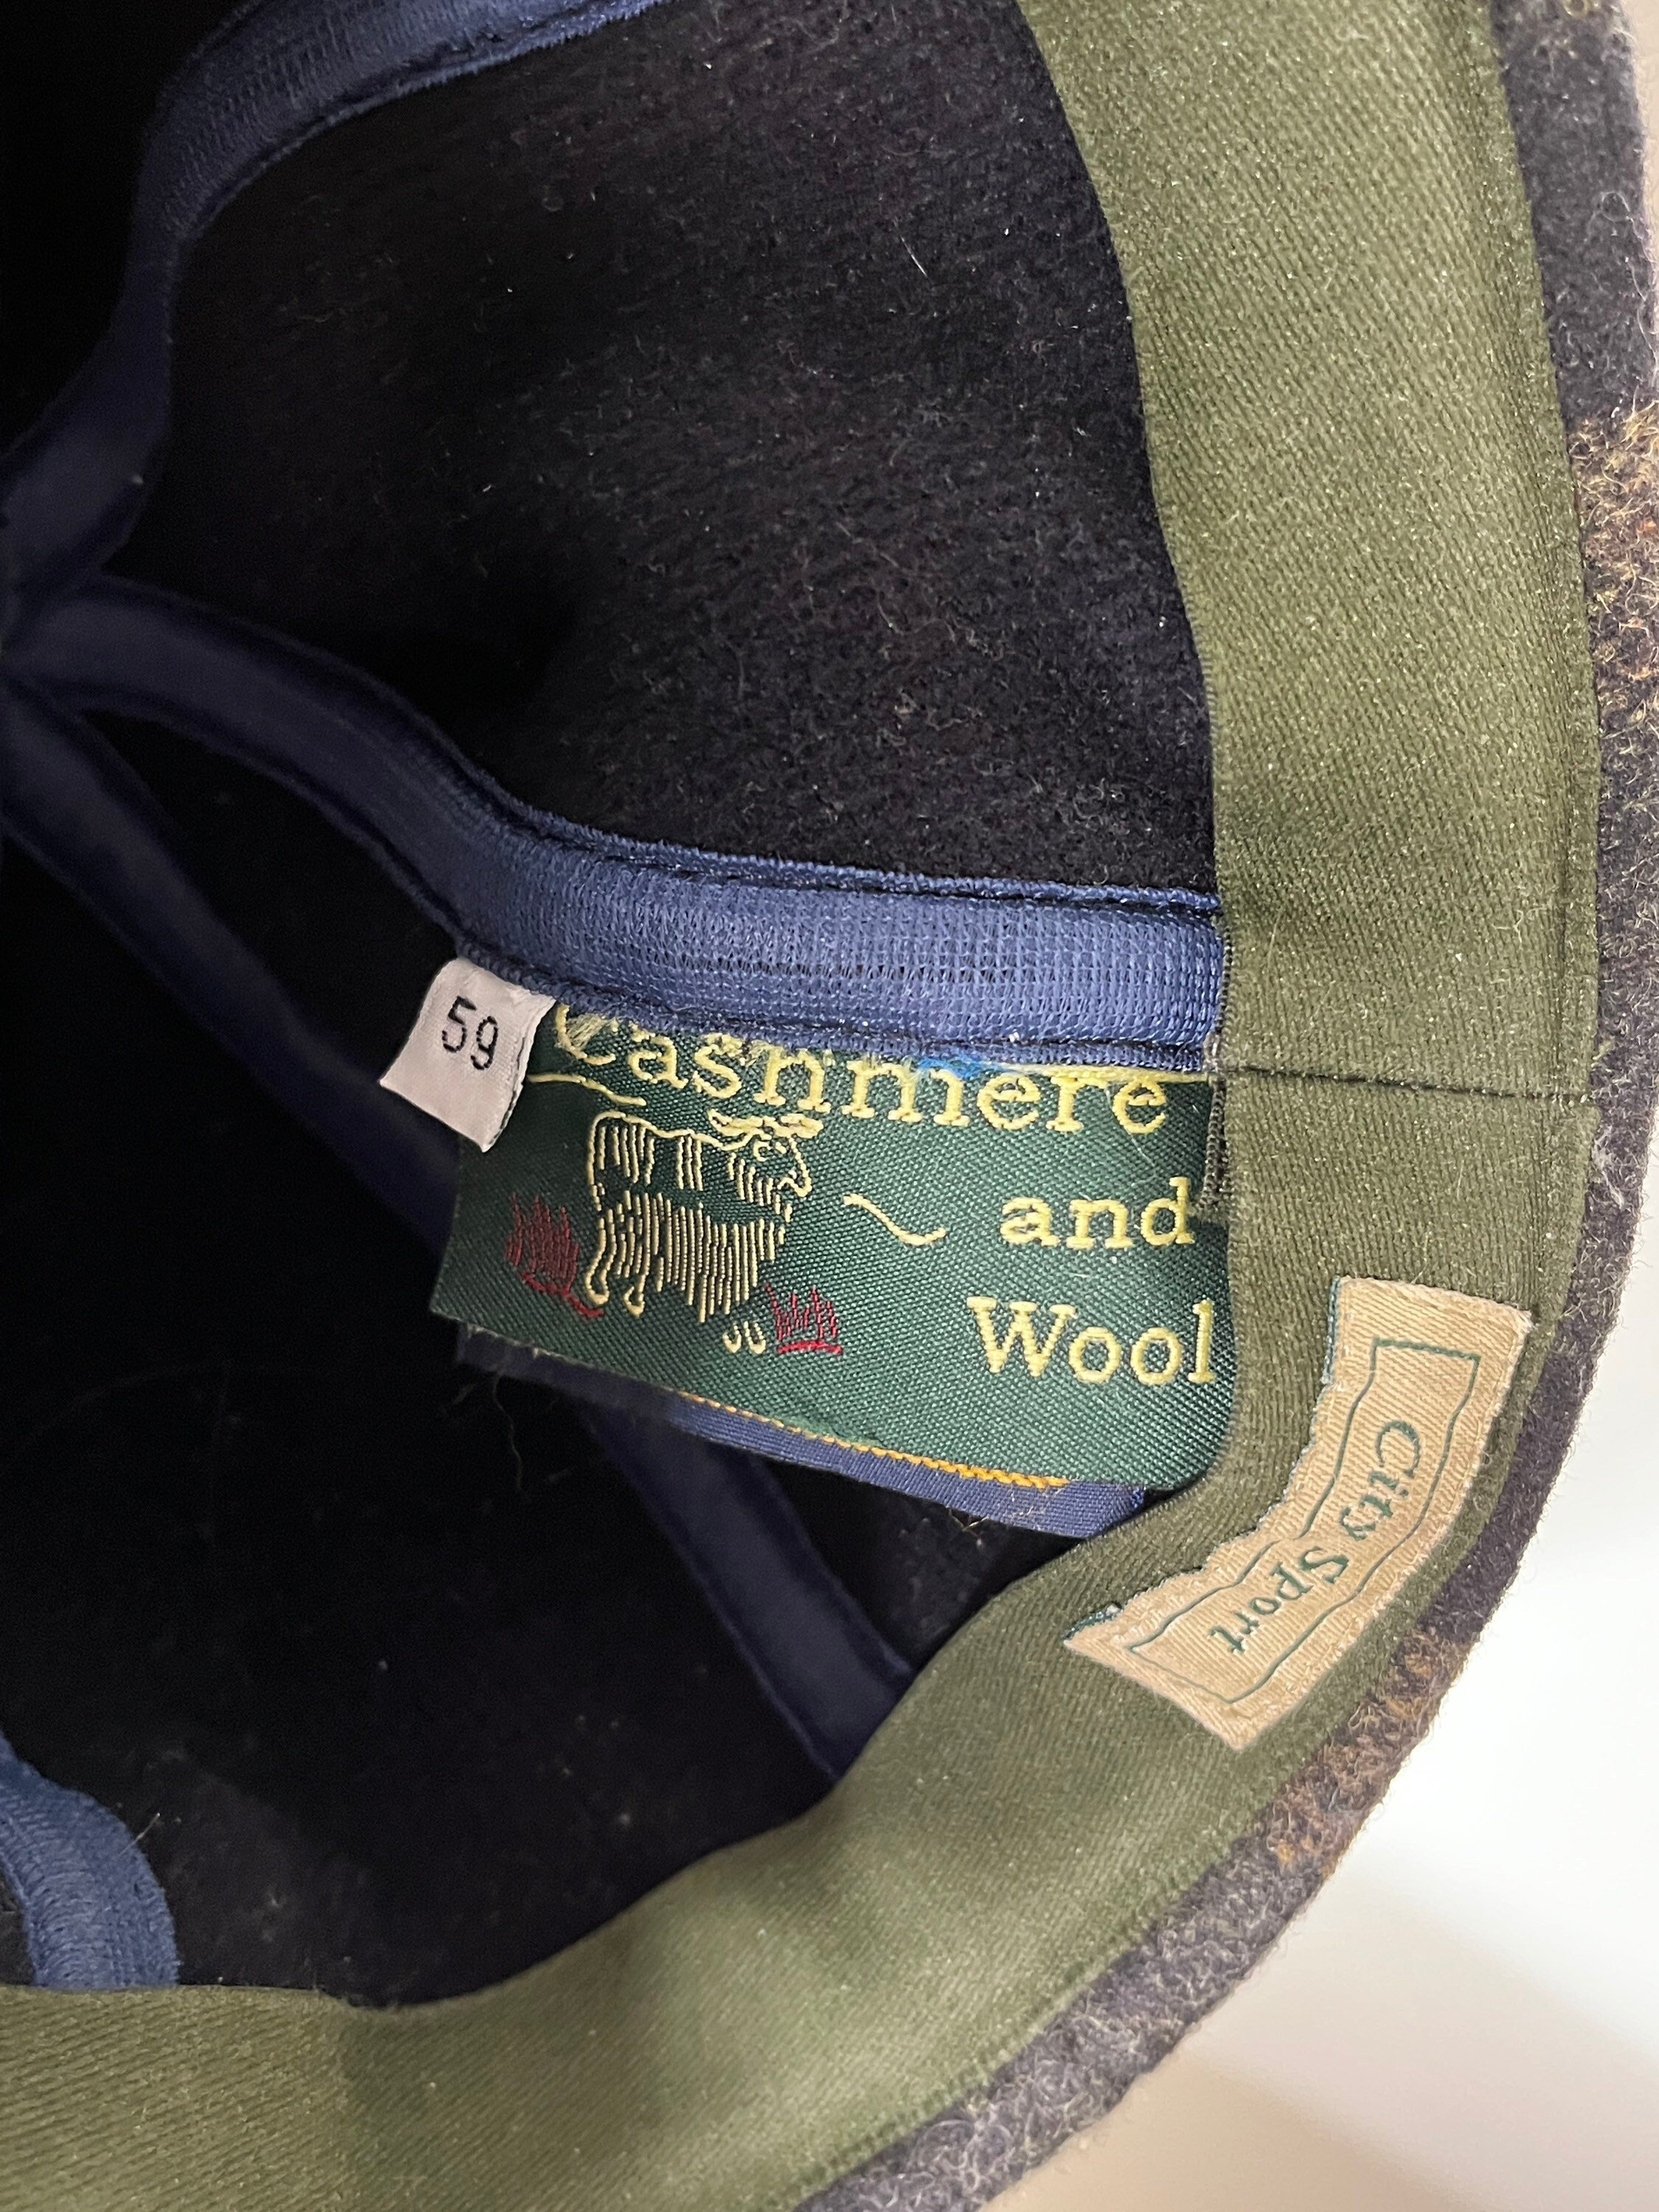 59
Cashmere
and
Wool
City Sport